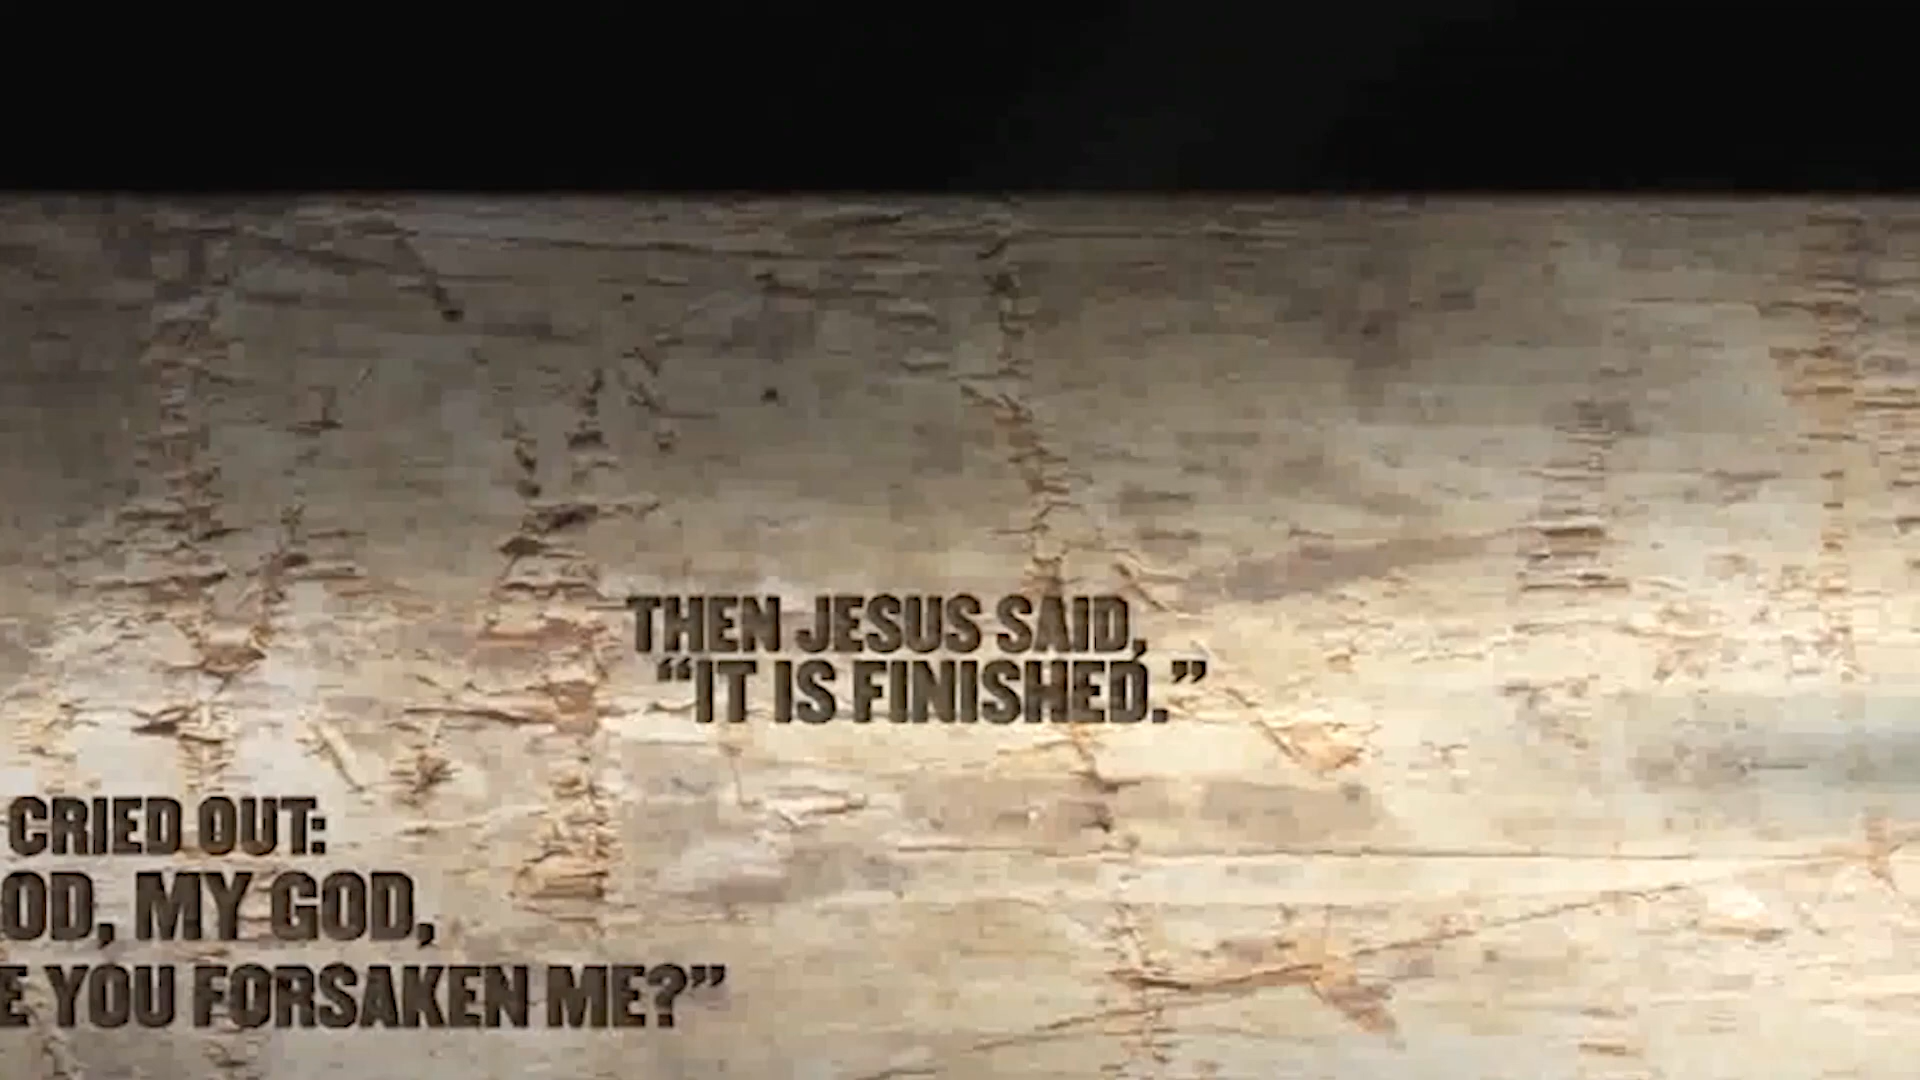 THEN JESUS SAID,
“IT IS FINISHED.”
CRIED OUT:
OD, MY GOD,
E YOU FORSAKEN ME?”